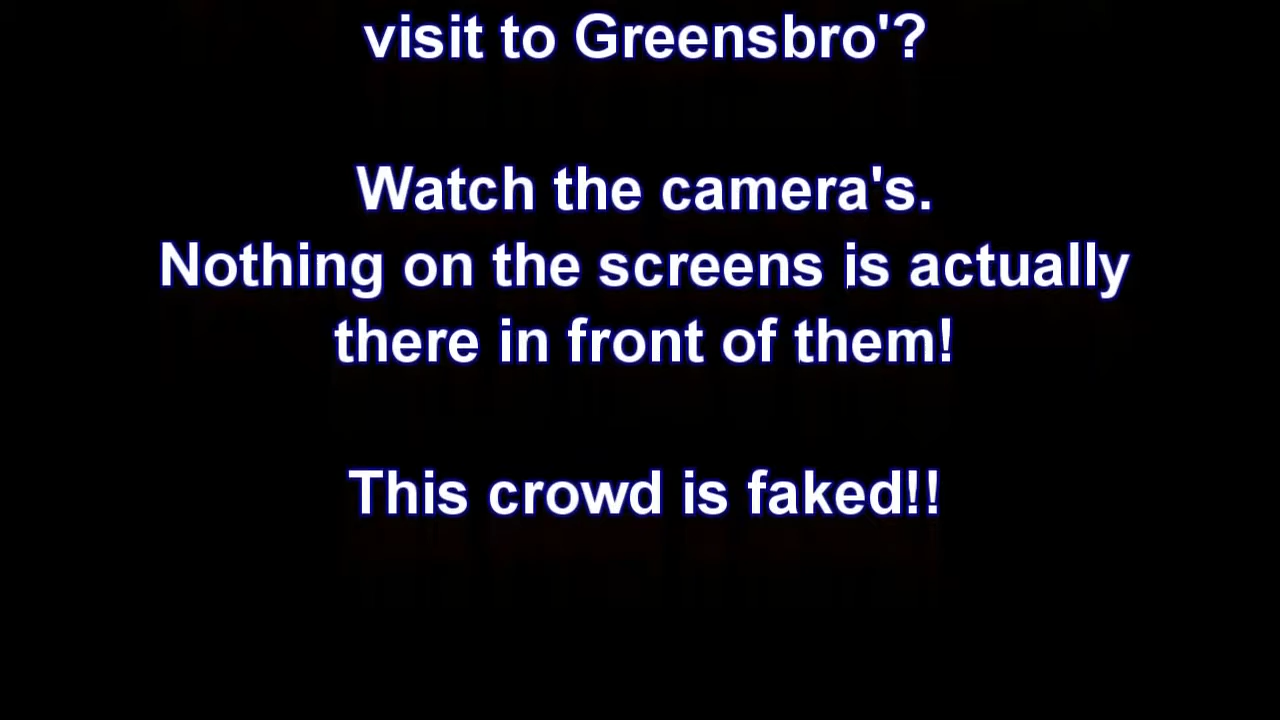 visit to Greensbro'?
Watch the camera's.
Nothing on the screens is actually
there in front of them!
This crowd is faked!!